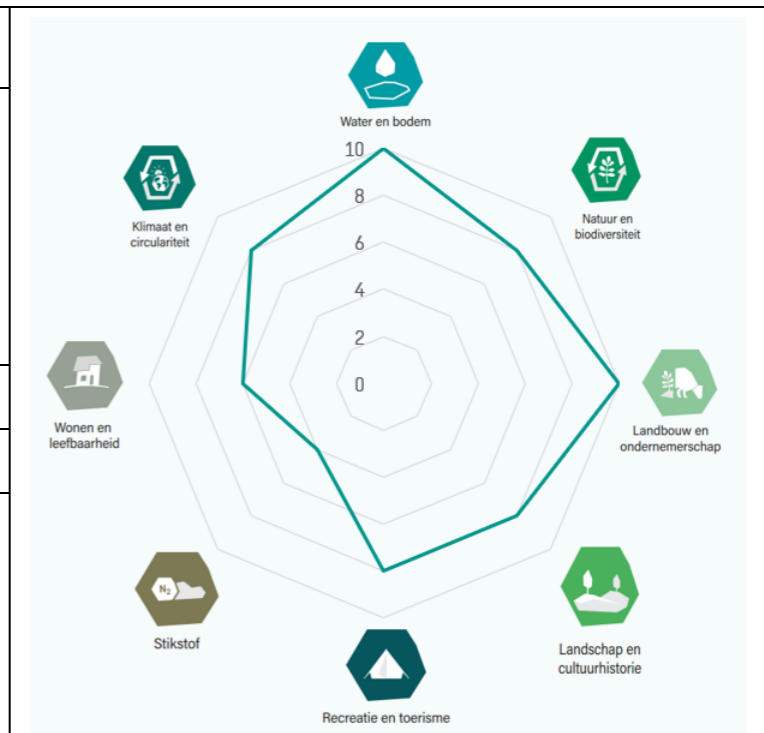 Water en bodem
10
8
6
4
2
0
Natuur en
biodiversiteit
Landbouw en
ondernemerschap
Landschap en
cultuurhistorie
Recreatie en toerisme
N₂
Stikstof
Wonen en
leefbaarheid
Klimaat en
circulariteit